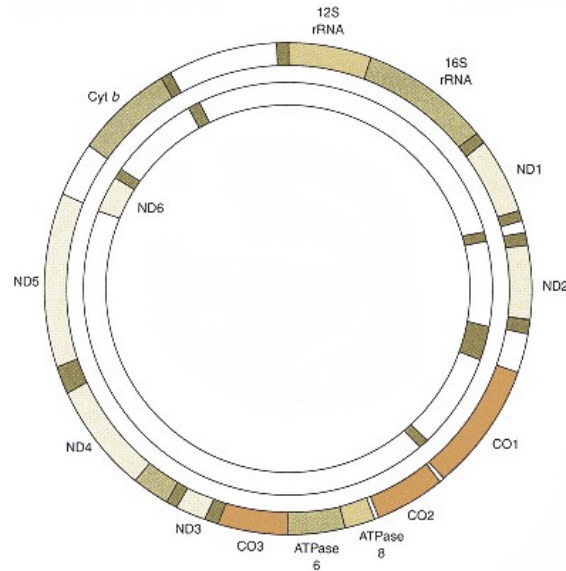 12S
rRNA
16S
rRNA
ND1
ND2
CO1
CO2
ATPase
8
ATPase
6
CO3
ND3
ND4
ND5
ND6
Cyt b